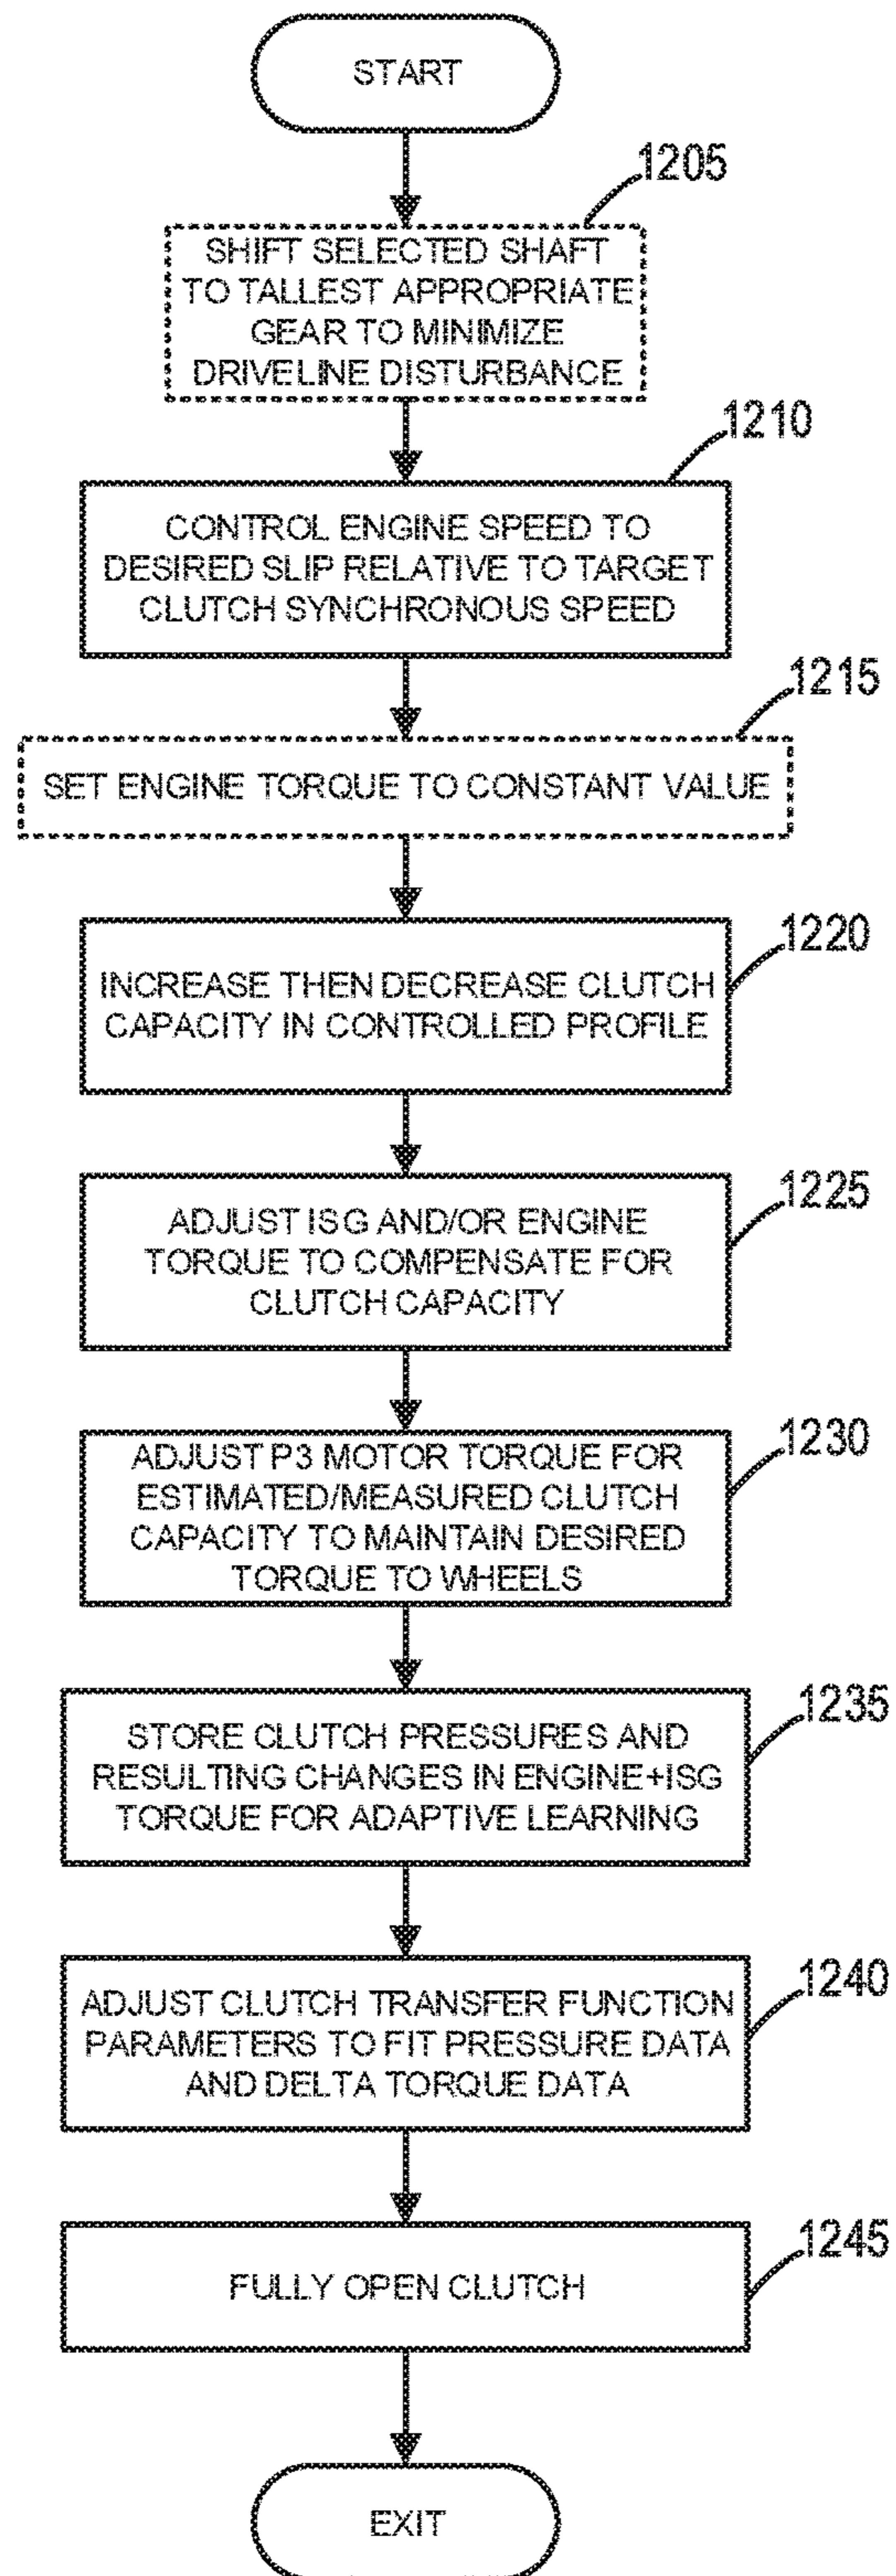 START
1205
SHIFT SELECTED SHAFT
TO TALLEST APPROPRIATE
GEAR TO MINIMIZE
DRIVELINE DISTURBANCE
1210
CONTROL ENGINE SPEED TO
DESIRED SLIP RELATIVE TO TARGET
CLUTCH SYNCHRONOUS SPEED
1215
SET ENGINE TORQUE TO CONSTANT VALUE
1220
INCREASE THEN DECREASE CLUTCH
CAPACITY IN CONTROLLED PROFILE
1225
ADJUST ISG AND/OR ENGINE
TORQUE TO COMPENSATE FOR
CLUTCH CAPACITY
1230
ADJUST P3 MOTOR TORQUE FOR
ESTIMATED/MEASURED CLUTCH
CAPACITY TO MAINTAIN DESIRED
TORQUE TO WHEELS
1235
STORE CLUTCH PRESSURES AND
RESULTING CHANGES IN ENGINE+ISG
TORQUE FOR ADAPTIVE LEARNING
1240
ADJUST CLUTCH TRANSFER FUNCTION
PARAMETERS TO FIT PRESSURE DATA
AND DELTA TORQUE DATA
1245
FULLY OPEN CLUTCH
EXIT